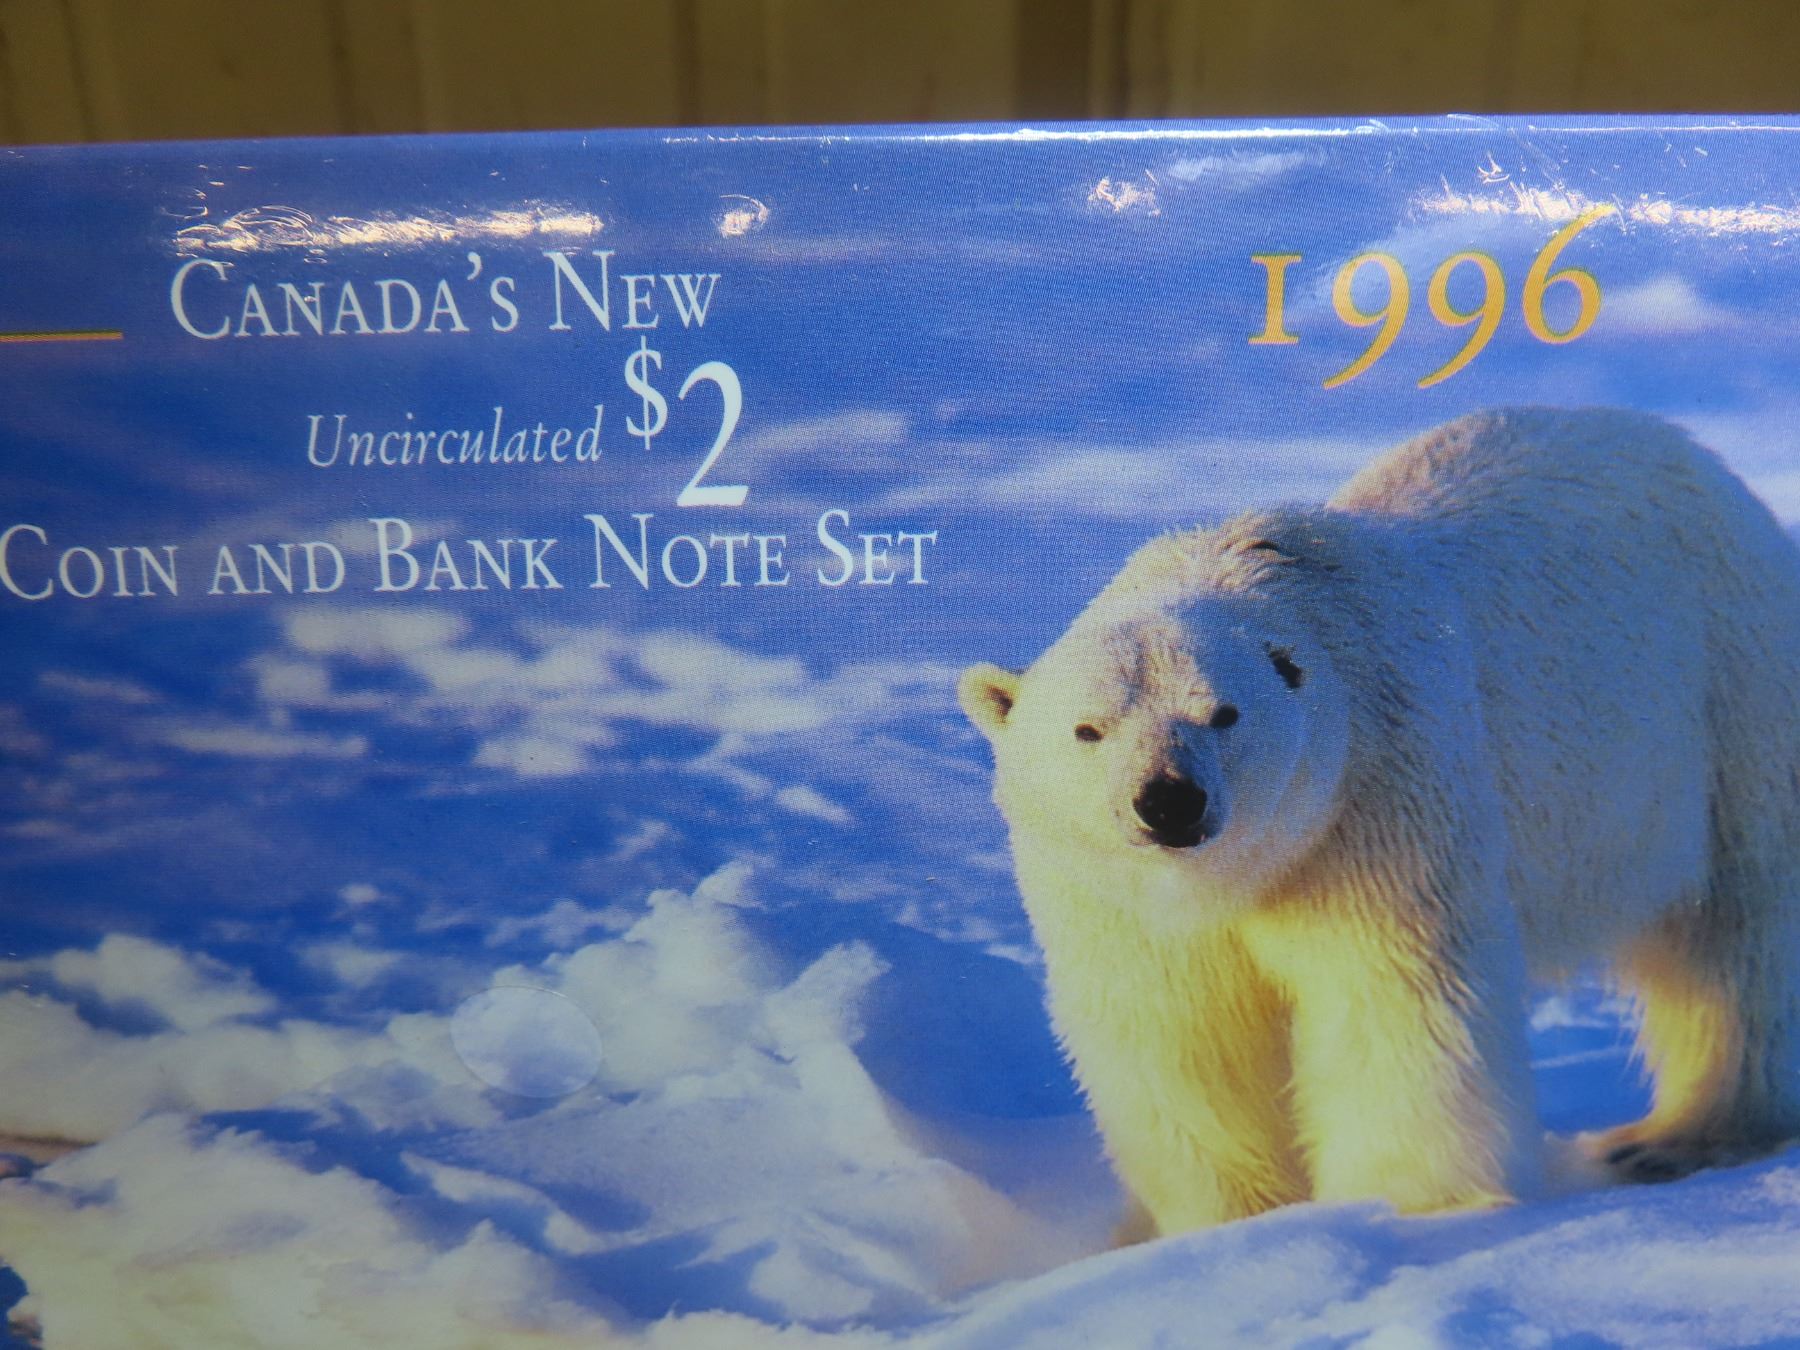 Canada's New
Uncirculated $2
Coin and Bank Note Set
1996